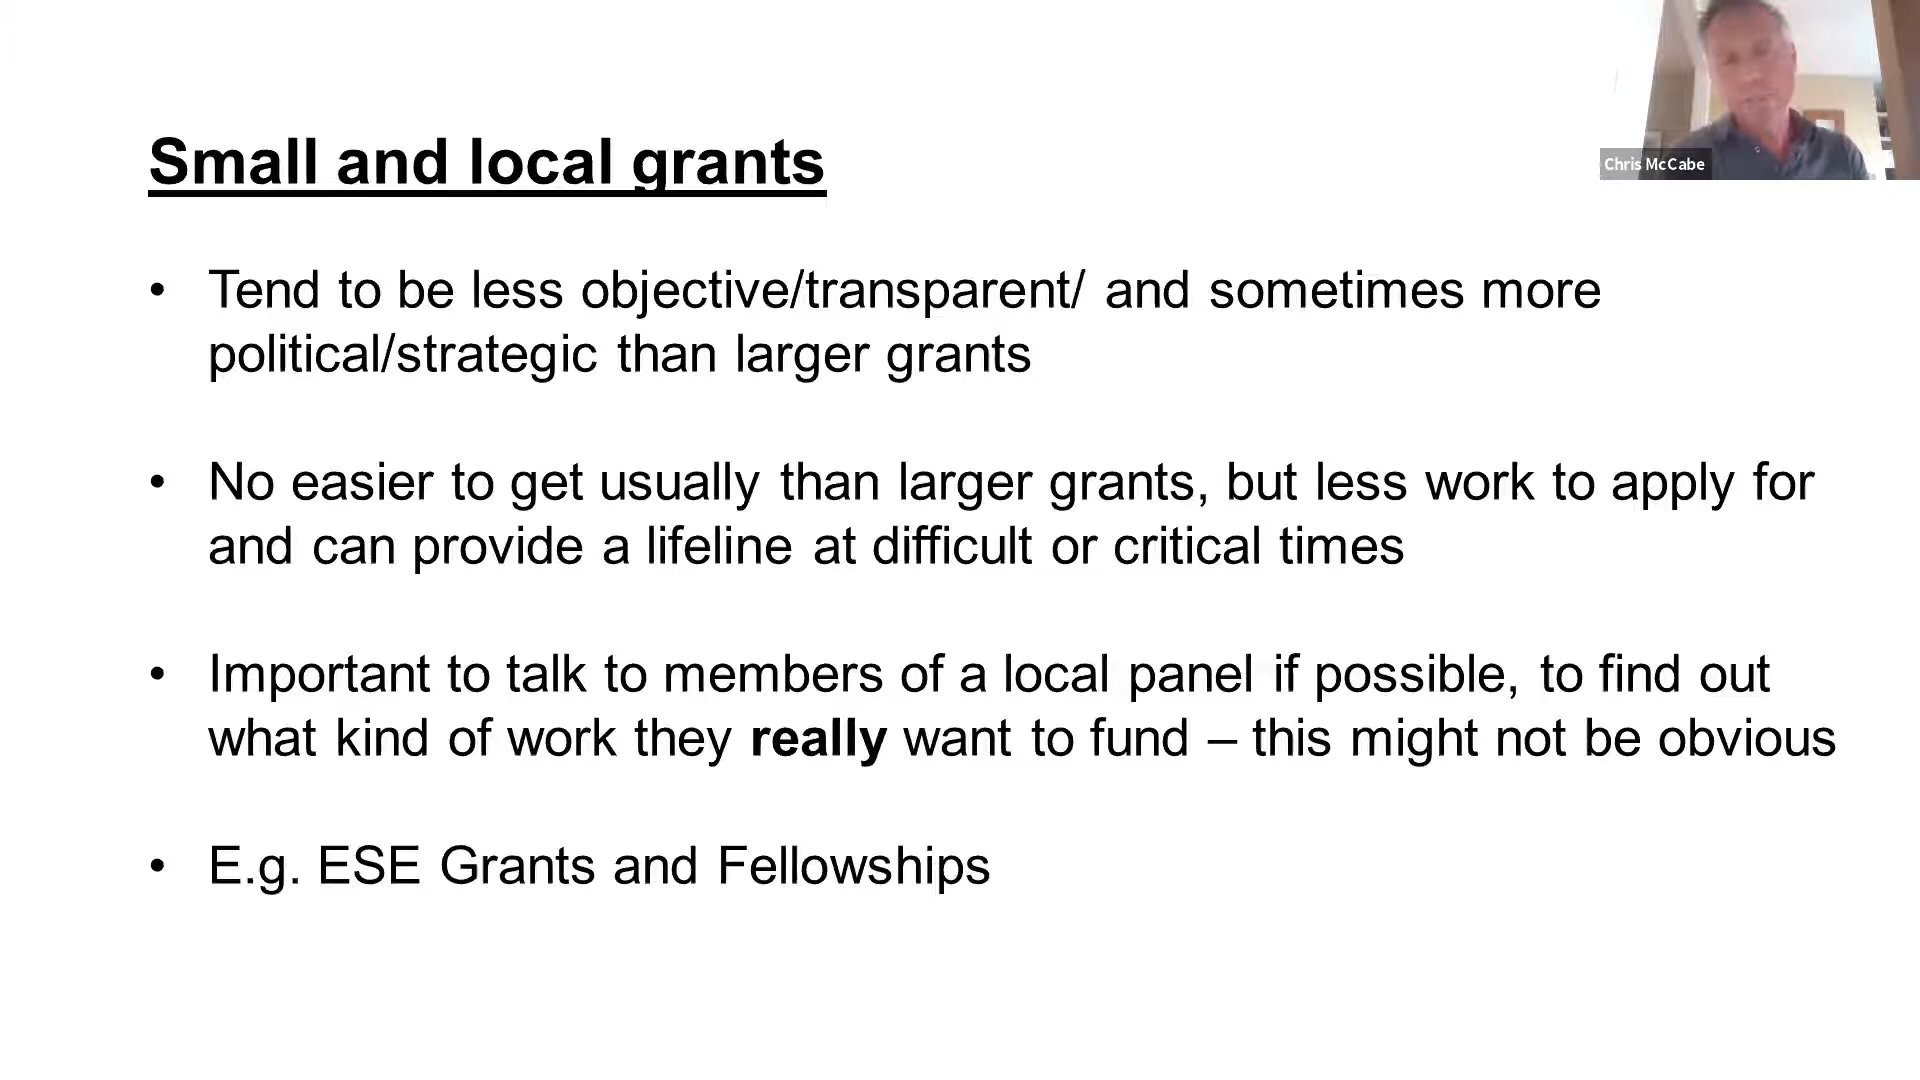 Chris McCabe
Small and local grants
• Tend to be less objective/transparent/ and sometimes more
political/strategic than larger grants
• No easier to get usually than larger grants, but less work to apply for
and can provide a lifeline at difficult or critical times
• Important to talk to members of a local panel if possible, to find out
what kind of work they really want to fund – this might not be obvious
• E.g. ESE Grants and Fellowships